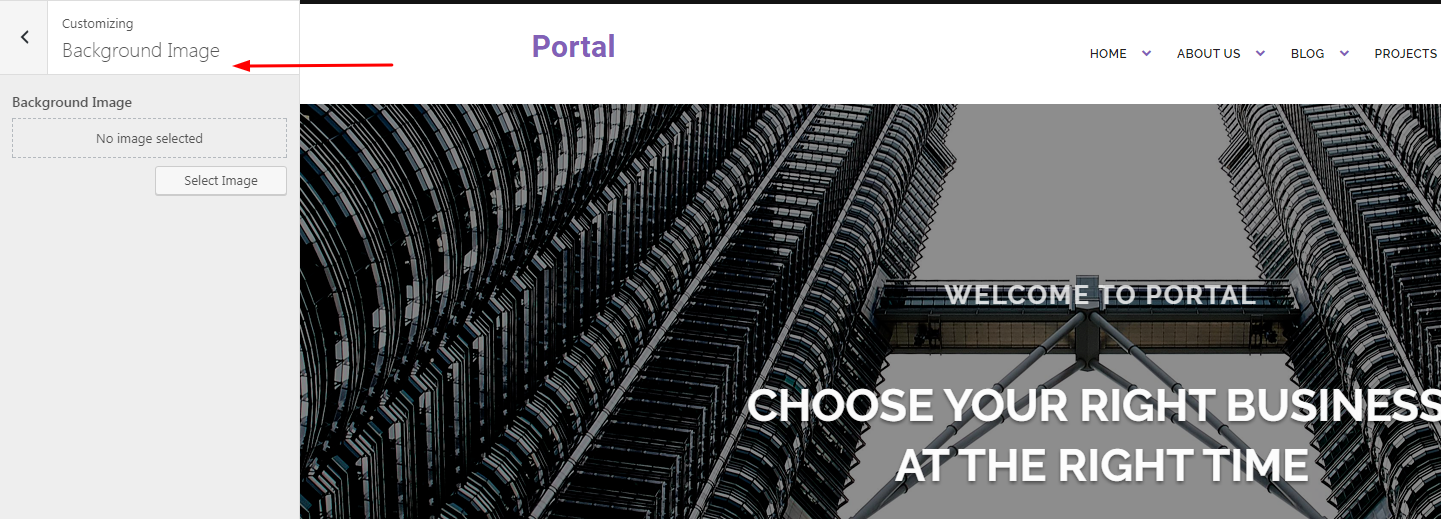 Customizing
Background Image
Background Image
No image selected
Select Image
Portal
HOME ABOUT US BLOG PROJECTS
WELCOME TO PORTAL
CHOOSE YOUR RIGHT BUSINESS
AT THE RIGHT TIME